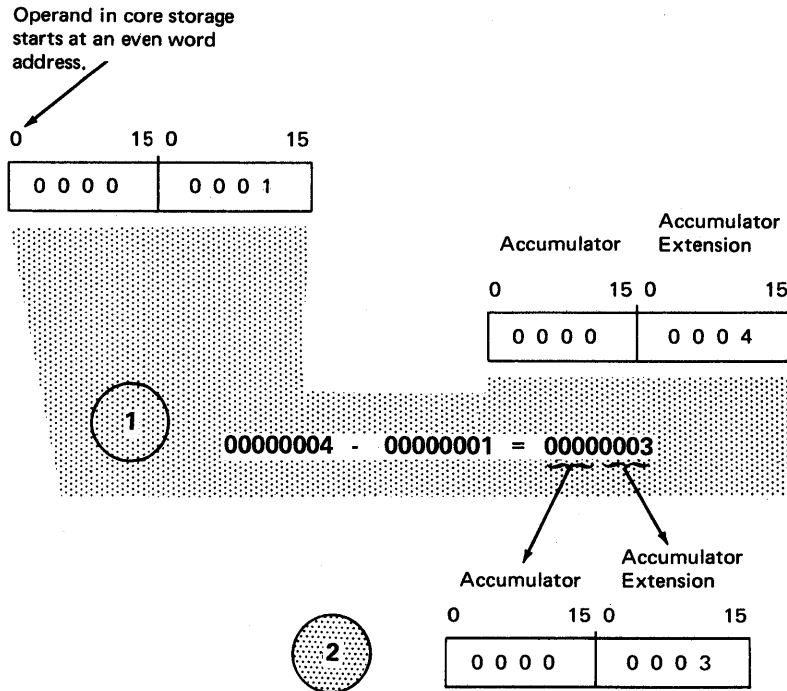 Operand in core storage
starts at an even word
address.
0 15 0 15
0 0 0 0 0 0 0 1
Accumulator Accumulator
Extension
0 15 0 15
0 0 0 0 0 0 0 4
1
00000004 - 00000001 = 00000003
Accumulator Accumulator
Extension
0 15 0 15
2
0 0 0 0 0 0 0 3